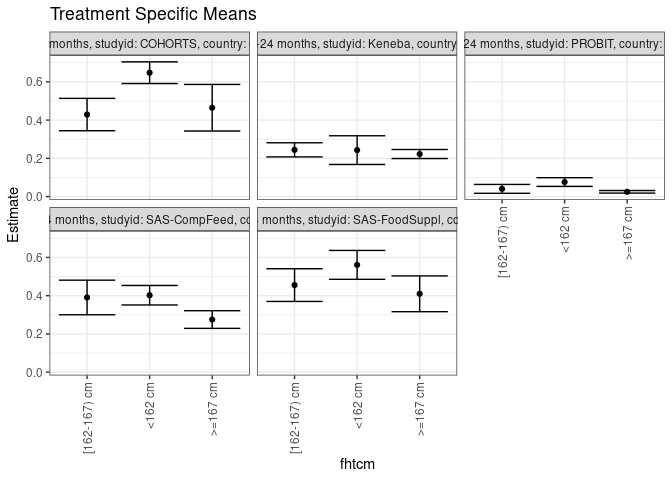 Treatment Specific Means
months, studyid: COHORTS, country:
-24 months, studyid: Keneba, country
24 months, studyid: PROBIT, country:
0.6
0.4
0.2
0.0
months, studyid: SAS-CompFeed, co
months, studyid: SAS-FoodSuppl, co
0.6
0.4
0.2
0.0
Estimate
[162-167) cm
<162 cm
>=167 cm
[162-167) cm
<162 cm
>=167 cm
[162-167) cm
<162 cm
>=167 cm
fhtcm